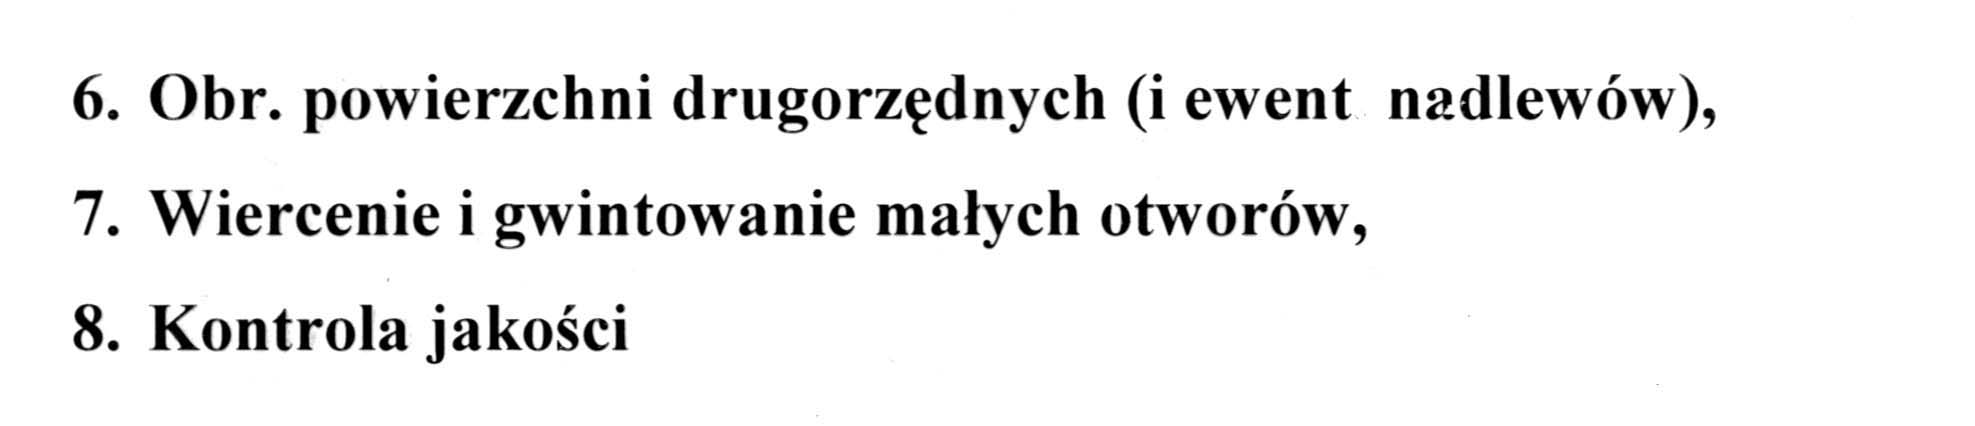 6. Obr. powierzchni drugorzędnych (i ewent nadlewów),
7. Wiercenie i gwintowanie małych otworów,
8. Kontrola jakości